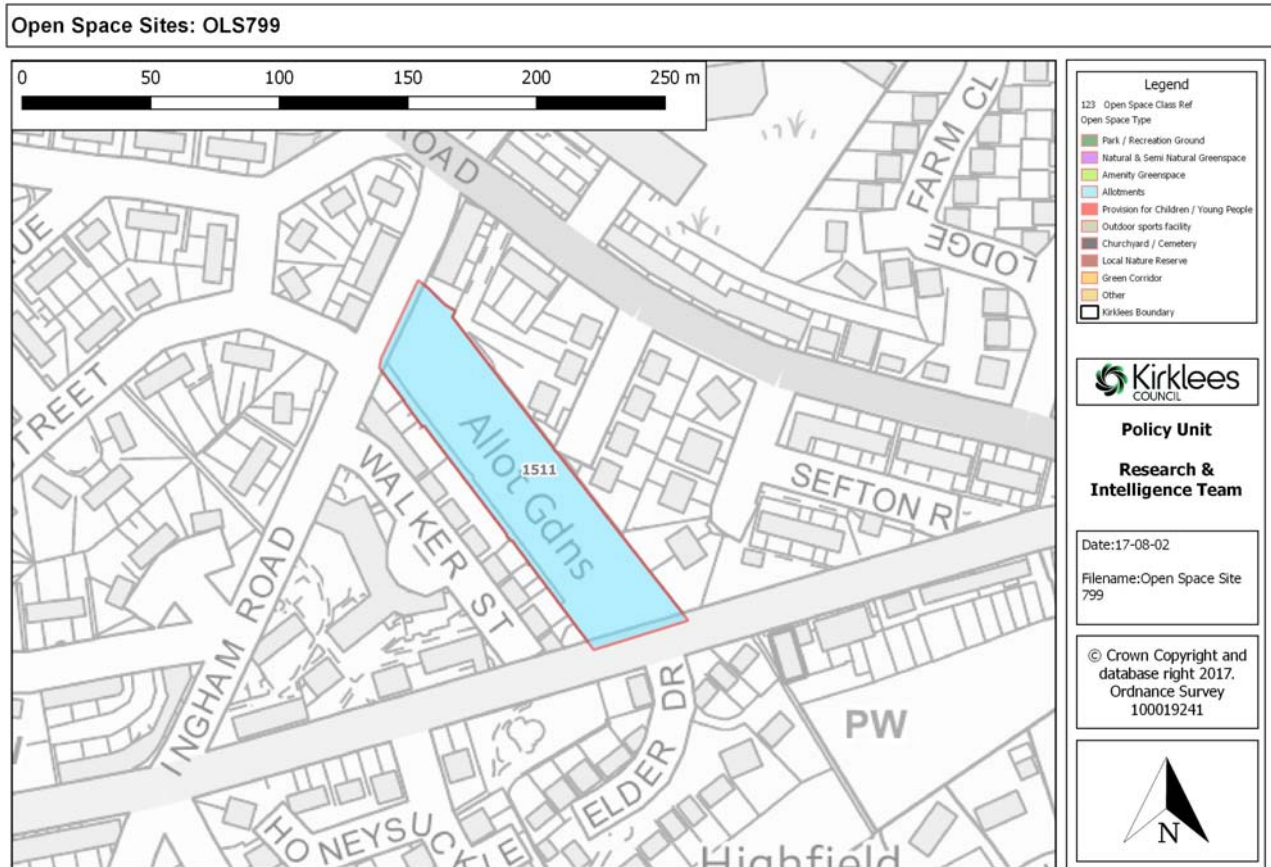 Open Space Sites: OLS799
0 50 100 150 200 250 m
ROAD
FARM CL
LODGE
STREET
Allot Gdns
1511
WALKER ST
SEFTON R
INGHAM ROAD
ELDER DR
PW
HONEYSUCKLE
Highfield
Legend
123 Open Space Class Ref
Open Space Type
Park / Recreation Ground
Natural & Semi Natural Greenspace
Amenity Greenspace
Allotments
Provision for Children / Young People
Outdoor sports facility
Churchyard / Cemetery
Local Nature Reserve
Green Corridor
Other
Kirklees Boundary
Kirklees
COUNCIL
Policy Unit
Research &
Intelligence Team
Date:17-08-02
Filename:Open Space Site
799
© Crown Copyright and
database right 2017.
Ordnance Survey
100019241
N